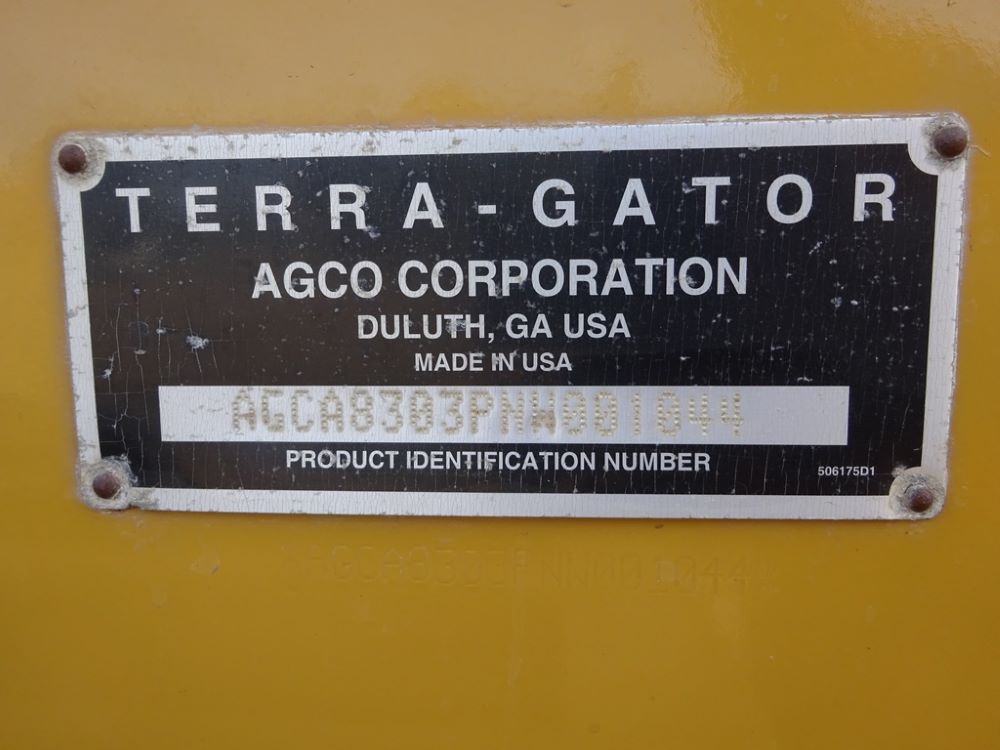 TERRA-GATOR
AGCO CORPORATION
DULUTH, GA USA
MADE IN USA
AGCA8303PNW001044
PRODUCT IDENTIFICATION NUMBER
506175D1